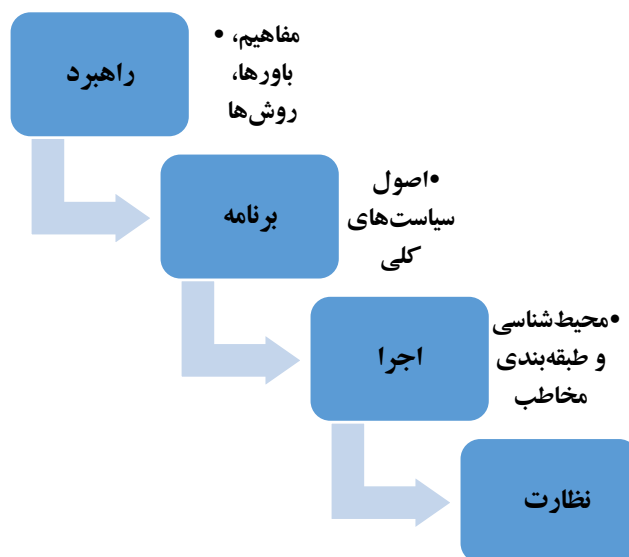 راهبرد
• مفاهیم،
باورها،
روش‌ها
برنامه
•اصول
سیاست‌های
کلی
اجرا
•محیط‌شناسی
و طبقه‌بندی
مخاطب
نظارت